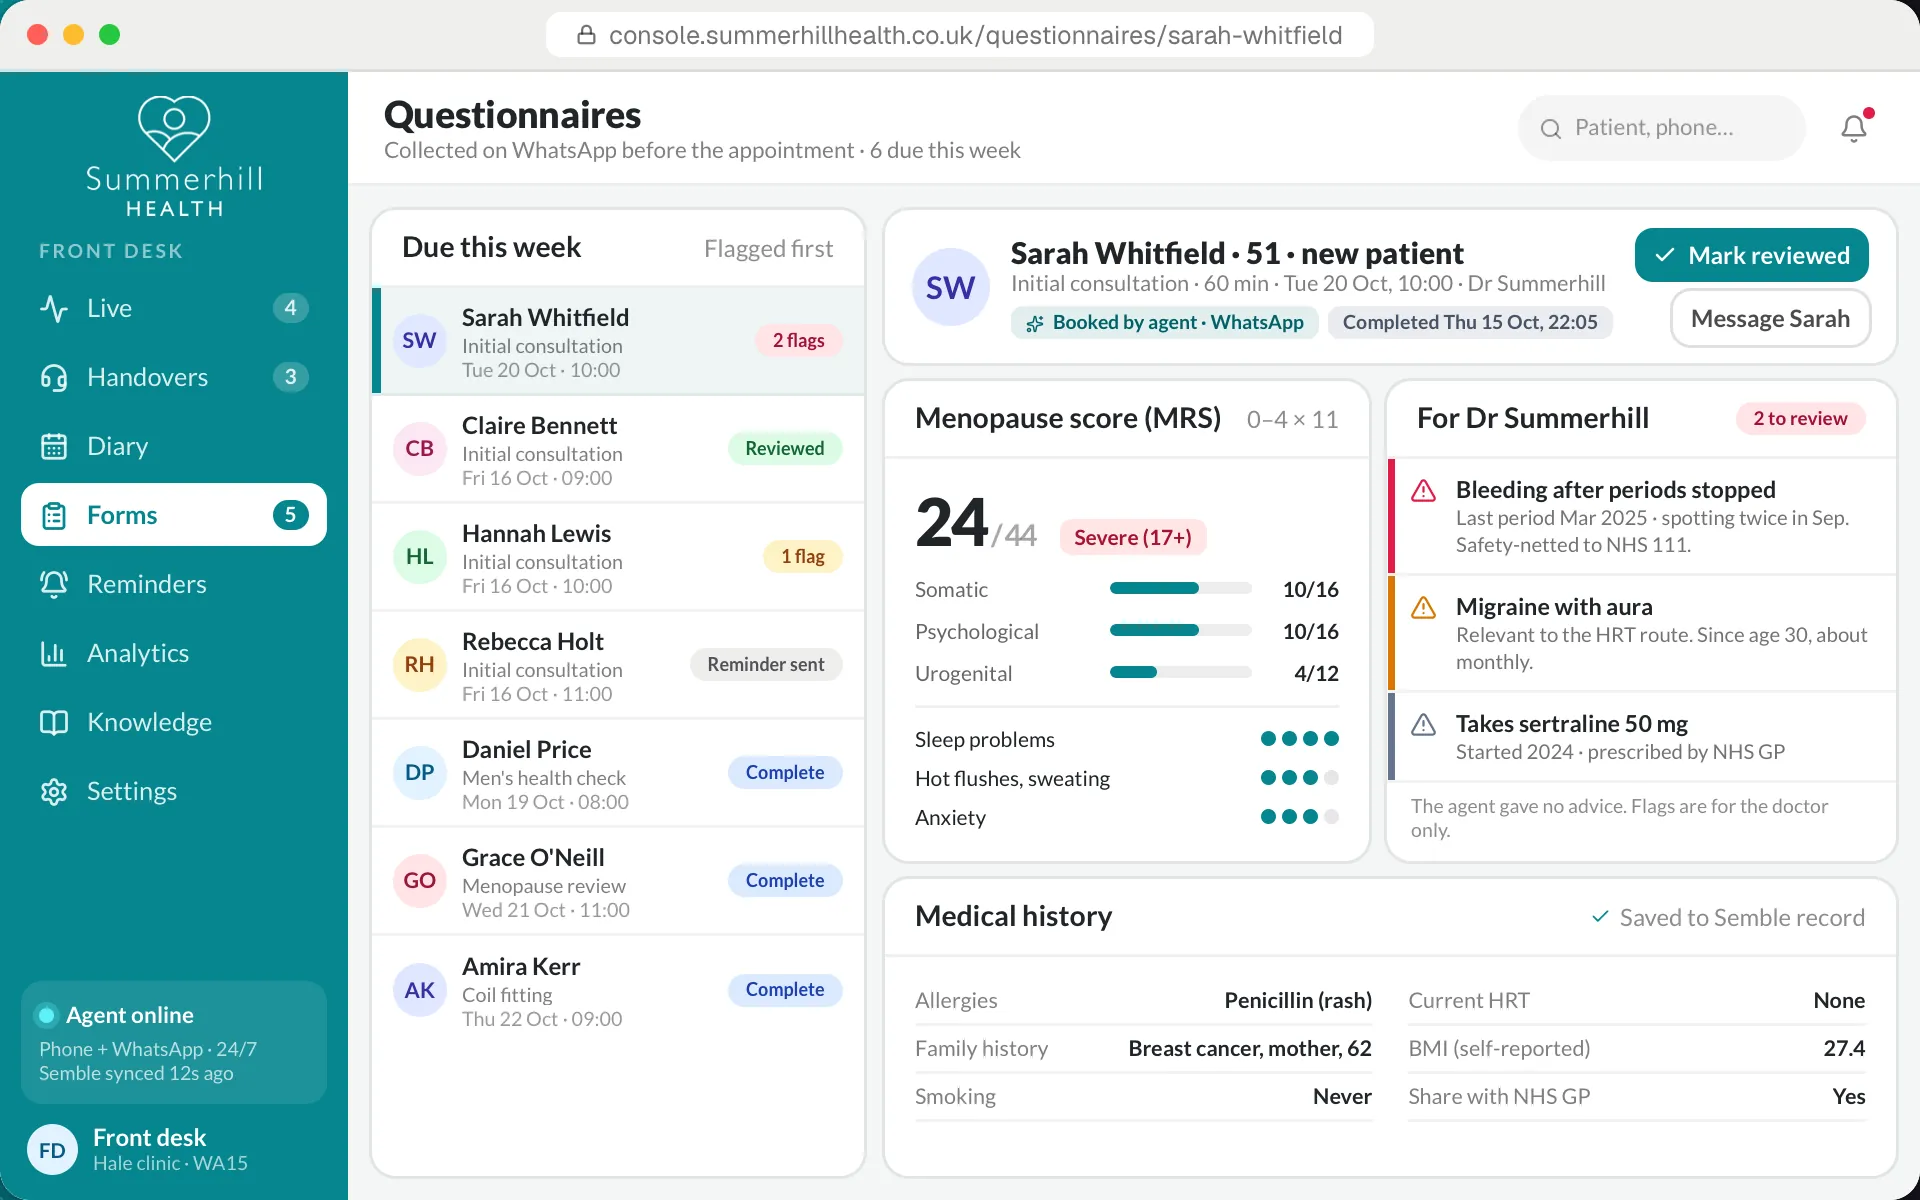 console.summerhillhealth.co.uk/questionnaires/sarah-whitfield
Summerhill
HEALTH
FRONT DESK
Live 4
Handovers 3
Diary
Forms 5
Reminders
Analytics
Knowledge
Settings
Agent online
Phone + WhatsApp · 24/7
Semble synced 12s ago
FD
Front desk
Hale clinic · WA15
Questionnaires
Collected on WhatsApp before the appointment · 6 due this week
Patient, phone...
Due this week
Flagged first
SW
Sarah Whitfield
Initial consultation
Tue 20 Oct · 10:00
2 flags
CB
Claire Bennett
Initial consultation
Fri 16 Oct · 09:00
Reviewed
HL
Hannah Lewis
Initial consultation
Fri 16 Oct · 10:00
1 flag
RH
Rebecca Holt
Initial consultation
Fri 16 Oct · 11:00
Reminder sent
DP
Daniel Price
Men's health check
Mon 19 Oct · 08:00
Complete
GO
Grace O'Neill
Menopause review
Wed 21 Oct · 11:00
Complete
AK
Amira Kerr
Coil fitting
Thu 22 Oct · 09:00
Complete
SW
Sarah Whitfield · 51 · new patient
Initial consultation · 60 min · Tue 20 Oct, 10:00 · Dr Summerhill
Booked by agent · WhatsApp
Completed Thu 15 Oct, 22:05
Mark reviewed
Message Sarah
Menopause score (MRS)
0–4 × 11
24/44
Severe (17+)
Somatic 10/16
Psychological 10/16
Urogenital 4/12
Sleep problems
Hot flushes, sweating
Anxiety
For Dr Summerhill
2 to review
Bleeding after periods stopped
Last period Mar 2025 · spotting twice in Sep.
Safety-netted to NHS 111.
Migraine with aura
Relevant to the HRT route. Since age 30, about
monthly.
Takes sertraline 50 mg
Started 2024 · prescribed by NHS GP
The agent gave no advice. Flags are for the doctor
only.
Medical history
Saved to Semble record
Allergies Penicillin (rash)
Family history Breast cancer, mother, 62
Smoking Never
Current HRT None
BMI (self-reported) 27.4
Share with NHS GP Yes